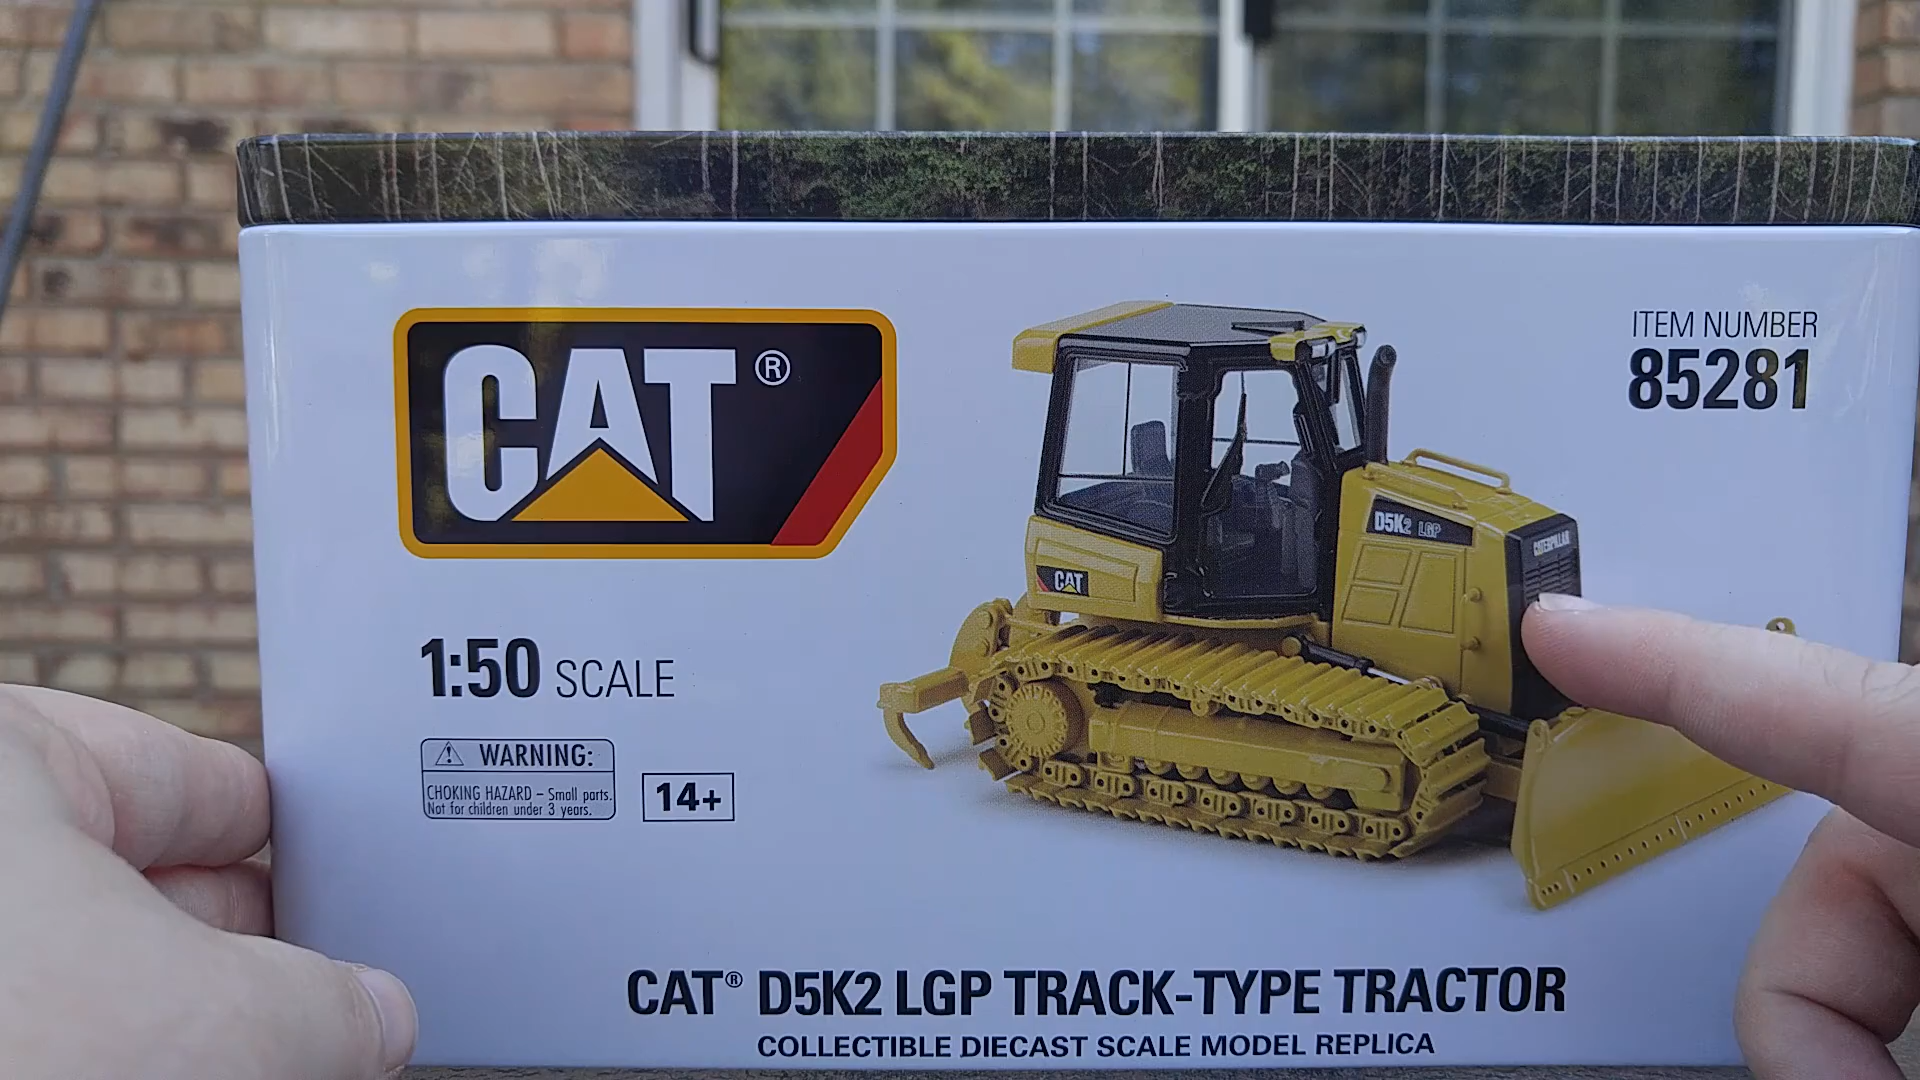 CAT®
ITEM NUMBER
85281
D5K2 LGP
CATERPILLAR
CAT
1:50 SCALE
⚠ WARNING:
CHOKING HAZARD – Small parts.
Not for children under 3 years.
14+
CAT® D5K2 LGP TRACK-TYPE TRACTOR
COLLECTIBLE DIECAST SCALE MODEL REPLICA